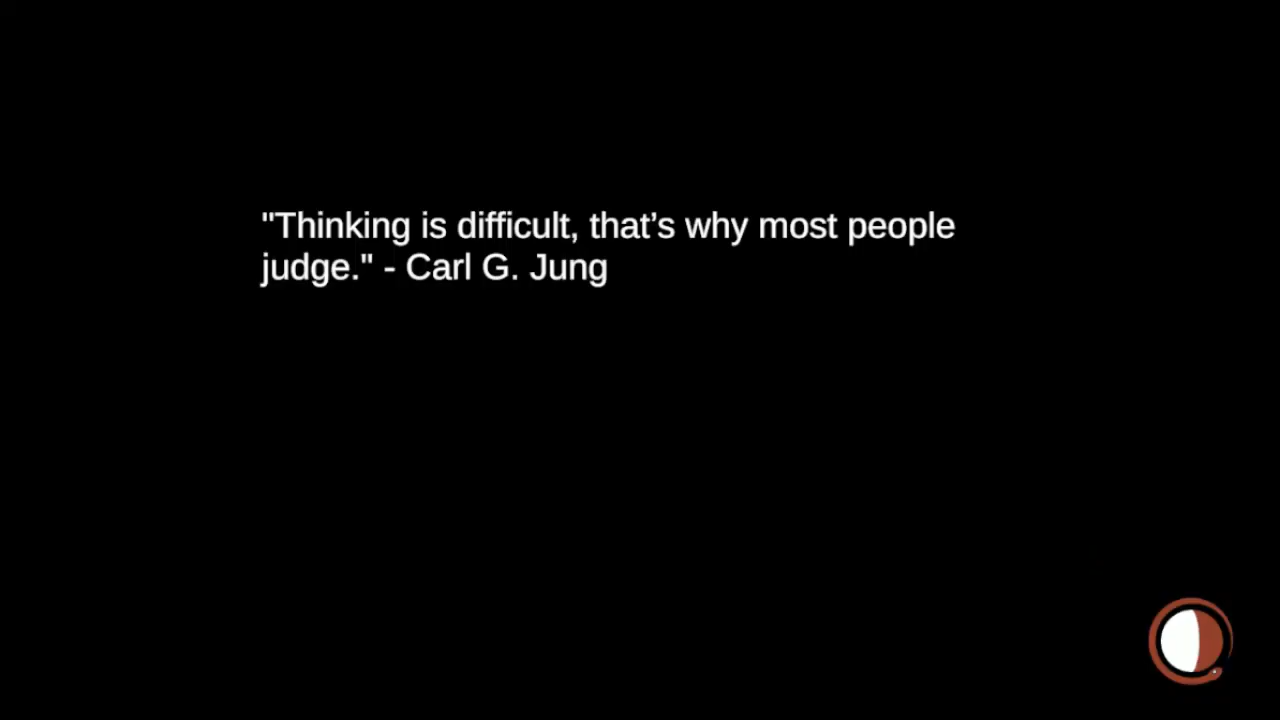 "Thinking is difficult, that’s why most people
judge." - Carl G. Jung